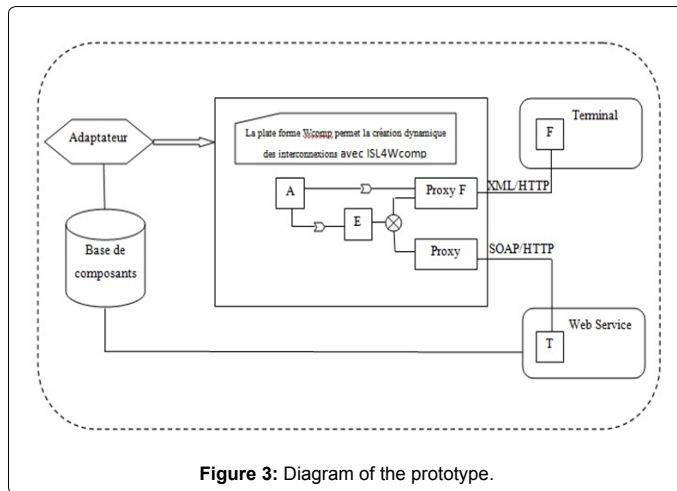 Adaptateur
La plate forme Wcomp permet la création dynamique
des interconnexions avec ISL4Wcomp
Terminal
F
A
Proxy F
XML/HTTP
E
Proxy
SOAP/HTTP
Base de
composants
Web Service
T
Figure 3: Diagram of the prototype.